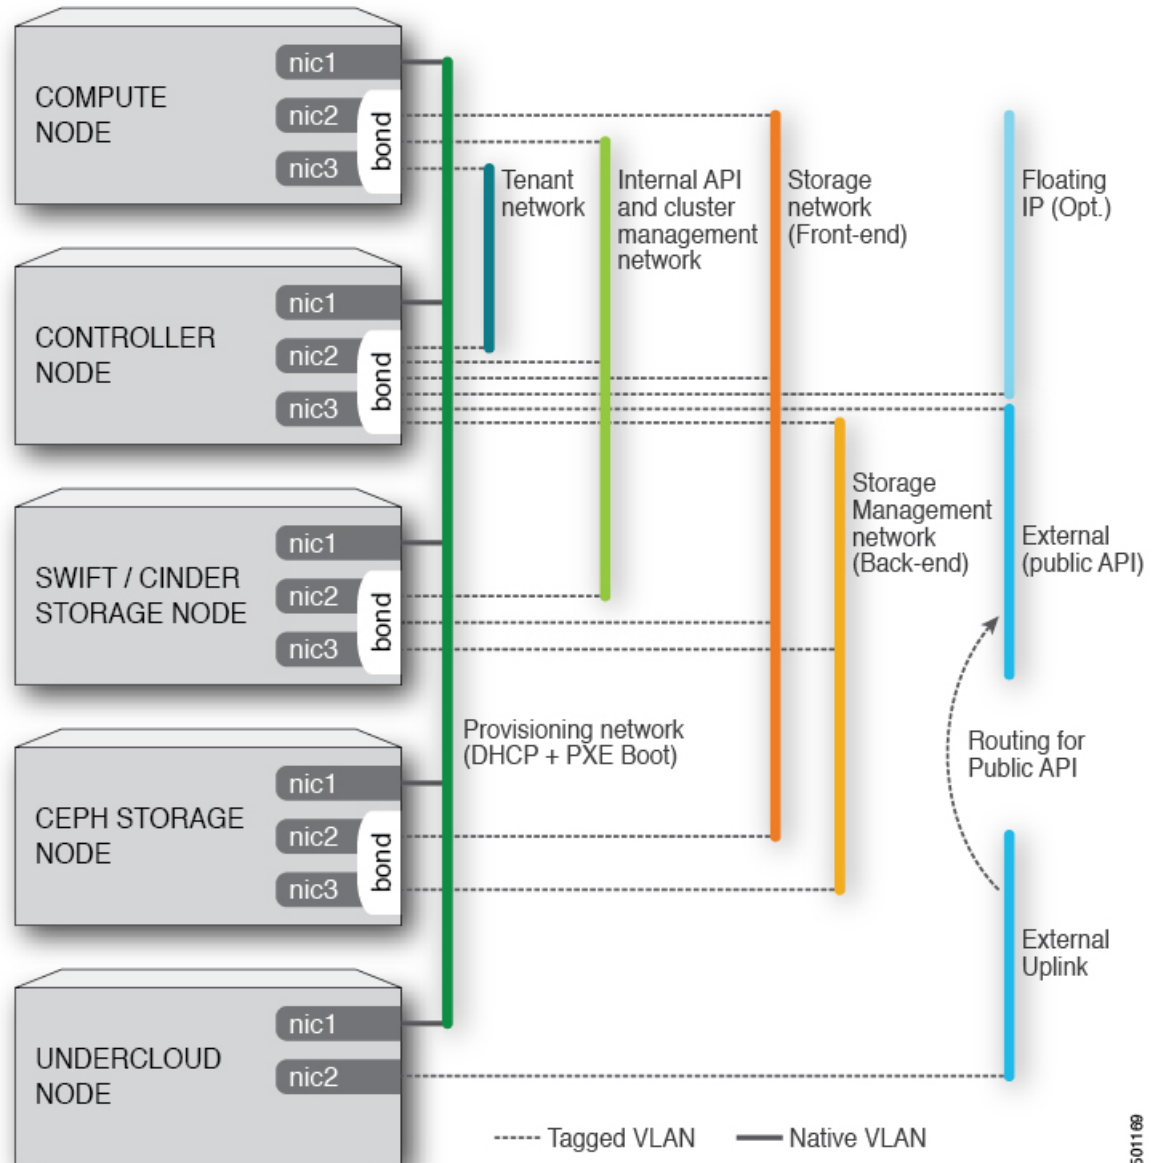 COMPUTE
NODE
nic1
nic2
nic3
bond
Tenant
network
Internal API
and cluster
management
network
Storage
network
(Front-end)
Floating
IP (Opt.)
CONTROLLER
NODE
nic1
nic2
nic3
bond
Storage
Management
network
(Back-end)
External
(public API)
SWIFT / CINDER
STORAGE NODE
nic1
nic2
nic3
bond
Provisioning network
(DHCP + PXE Boot)
Routing for
Public API
CEPH STORAGE
NODE
nic1
nic2
nic3
bond
External
Uplink
UNDERCLOUD
NODE
nic1
nic2
Tagged VLAN
Native VLAN
501169